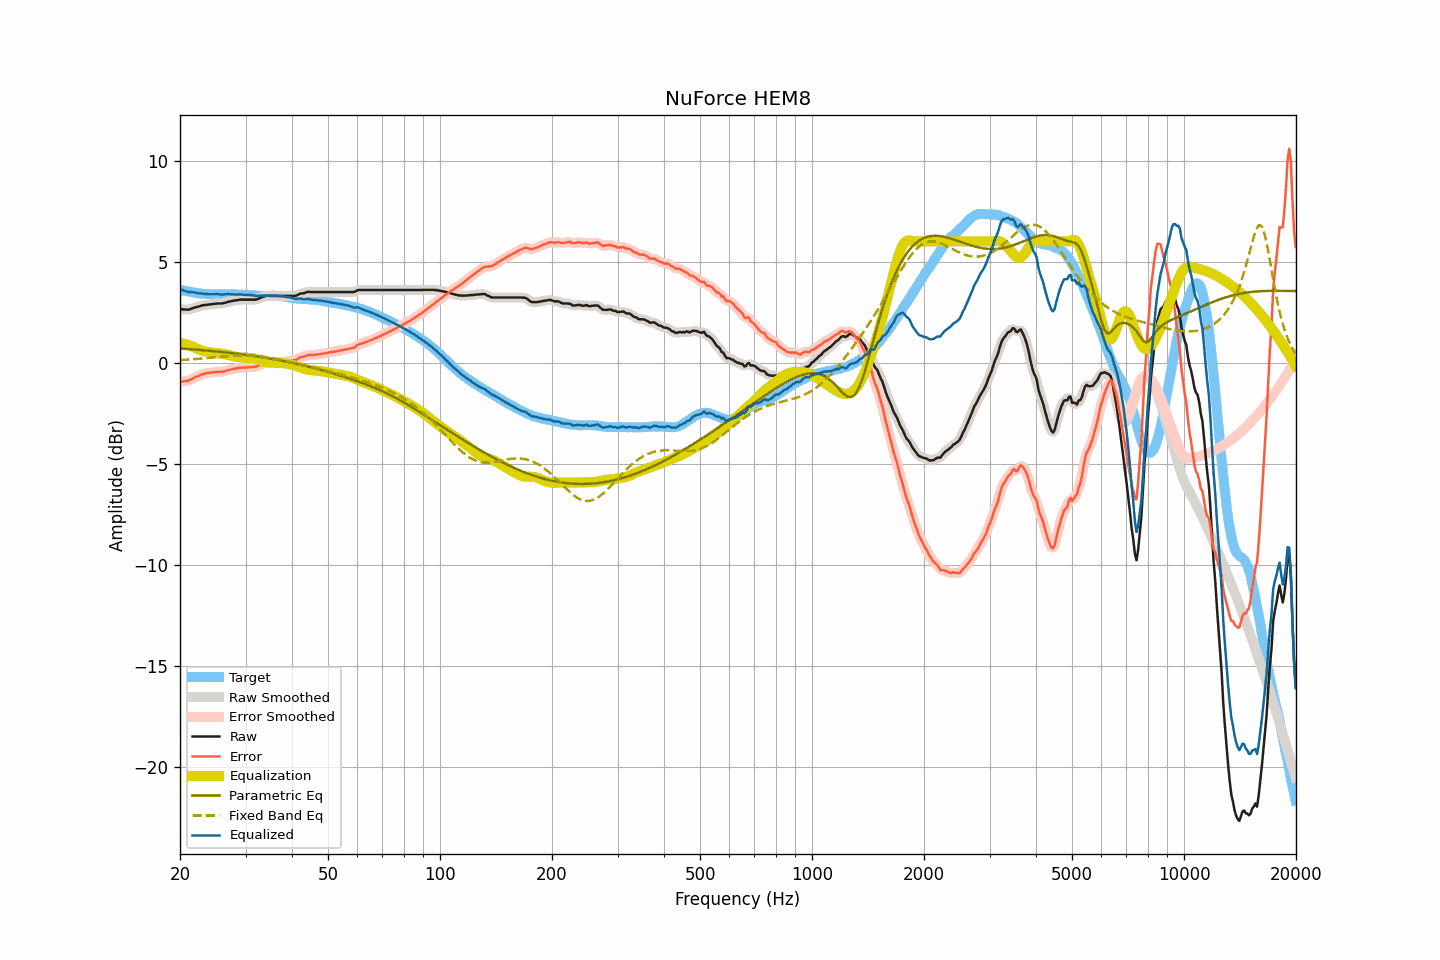 NuForce HEM8
10
5
0
−5
−10
−15
−20
Amplitude (dBr)
Target
Raw Smoothed
Error Smoothed
Raw
Error
Equalization
Parametric Eq
Fixed Band Eq
Equalized
20 50 100 200 500 1000 2000 5000 10000 20000
Frequency (Hz)